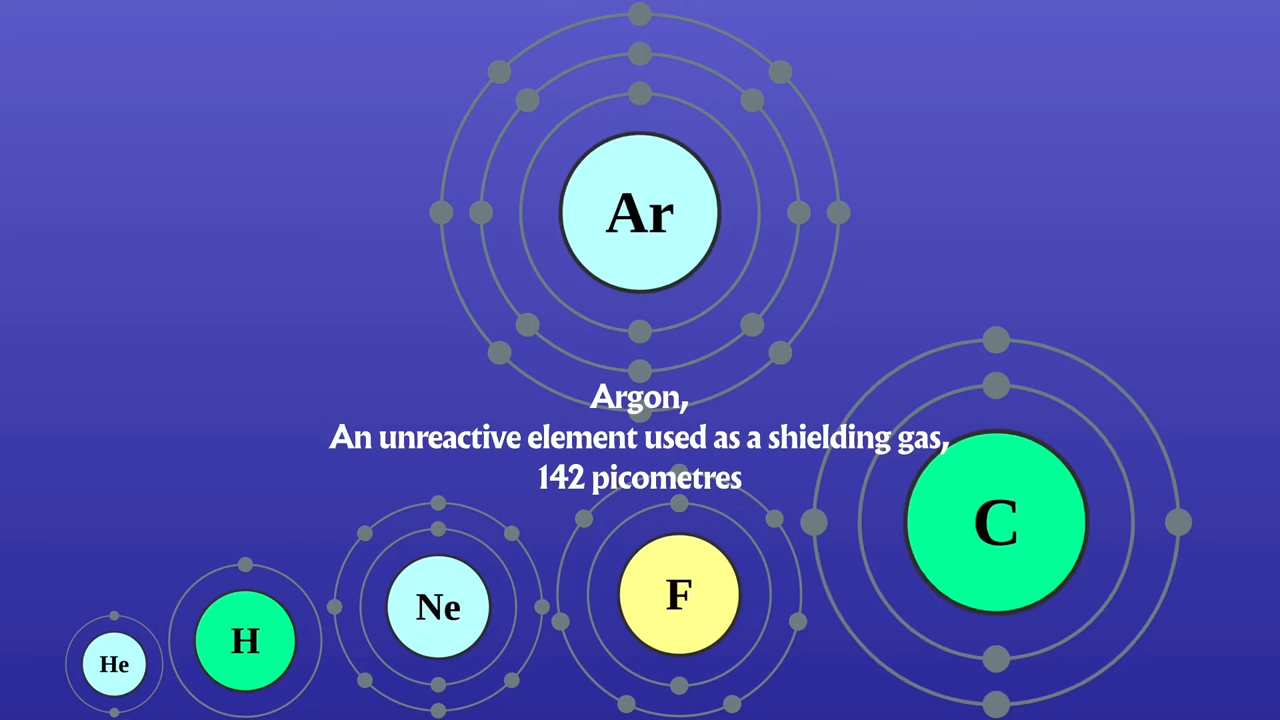 Ar
Argon,
An unreactive element used as a shielding gas,
142 picometres
C
F
Ne
H
He